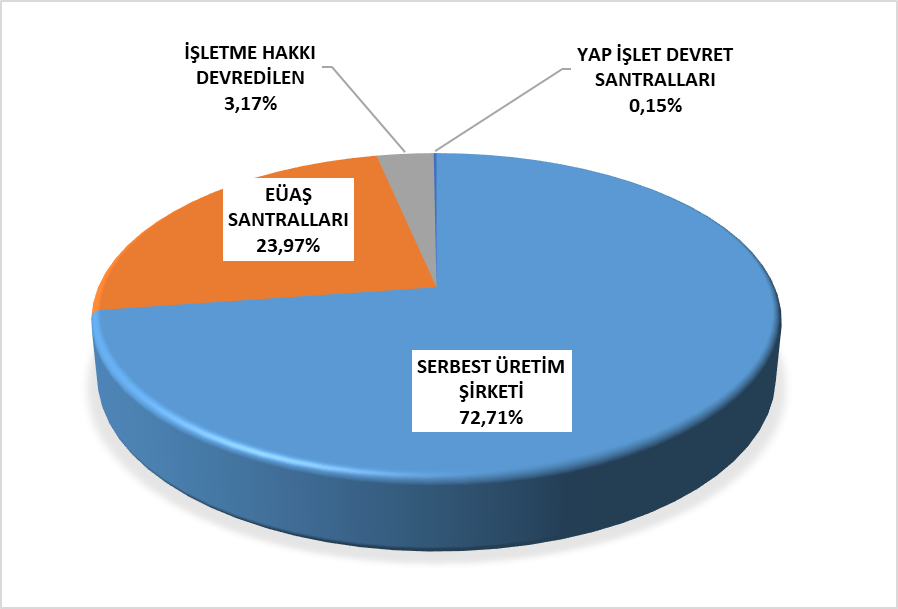 İŞLETME HAKKI
DEVREDİLEN
3,17%
YAP İŞLET DEVRET
SANTRALLARI
0,15%
EÜAŞ
SANTRALLARI
23,97%
SERBEST ÜRETİM
ŞİRKETİ
72,71%